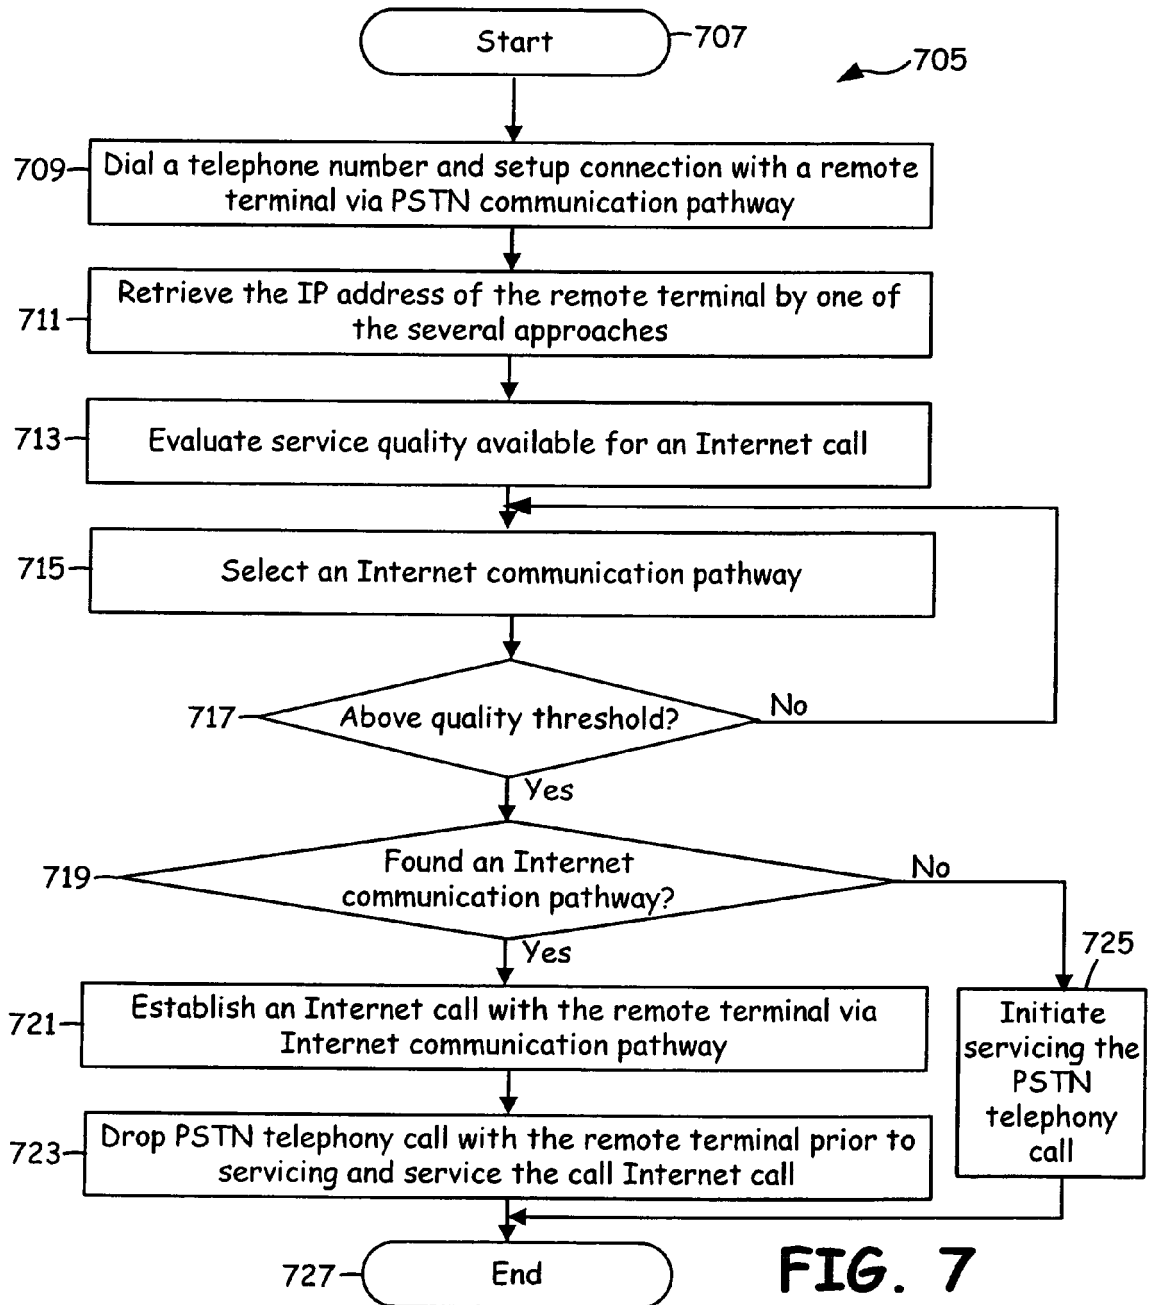 Start
707
705
709
Dial a telephone number and setup connection with a remote
terminal via PSTN communication pathway
711
Retrieve the IP address of the remote terminal by one of
the several approaches
713
Evaluate service quality available for an Internet call
715
Select an Internet communication pathway
717
Above quality threshold?
No
Yes
719
Found an Internet
communication pathway?
No
Yes
725
721
Establish an Internet call with the remote terminal via
Internet communication pathway
Initiate
servicing the
PSTN
telephony
call
723
Drop PSTN telephony call with the remote terminal prior to
servicing and service the call Internet call
727
End
FIG. 7